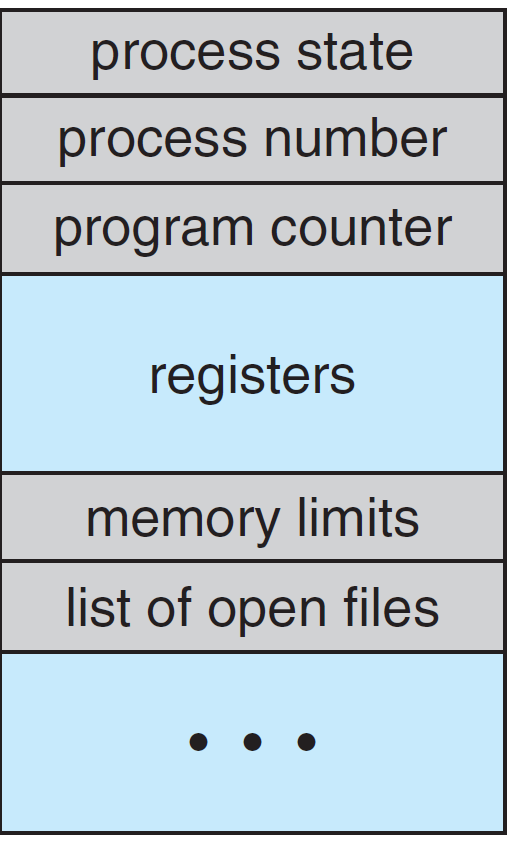 process state
process number
program counter
registers
memory limits
list of open files
• • •